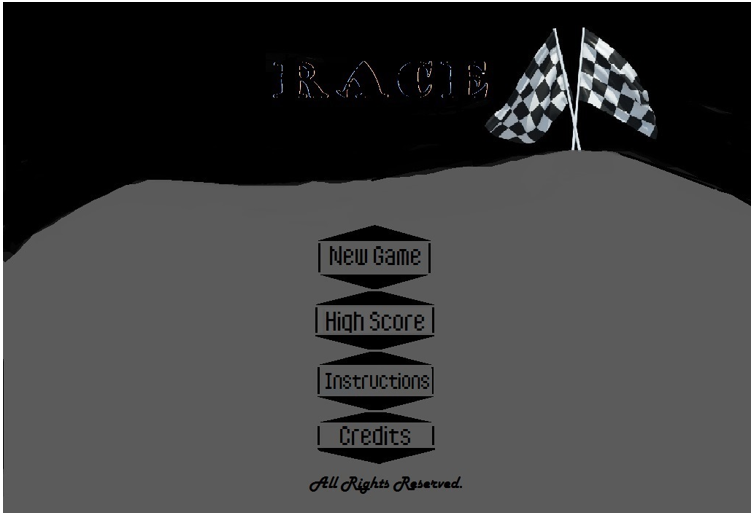 RACE
New Game
High Score
Instructions
Credits
All Rights Reserved.